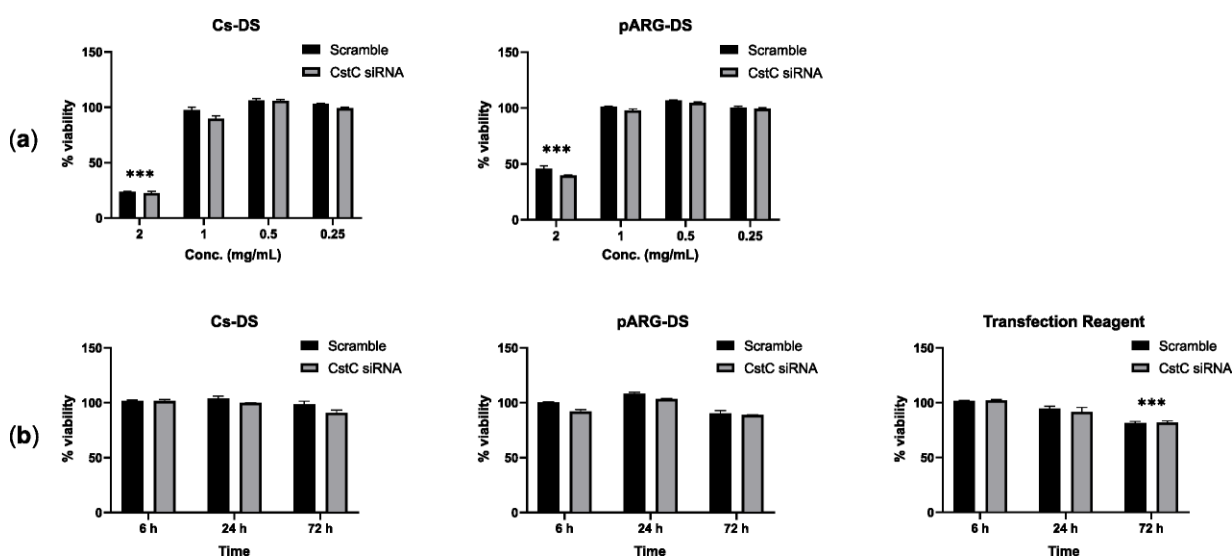 (a)
Cs-DS
Scramble
CstC siRNA
% viability
150
100
50
0
***
2 1 0.5 0.25
Conc. (mg/mL)
pARG-DS
Scramble
CstC siRNA
% viability
150
100
50
0
***
2 1 0.5 0.25
Conc. (mg/mL)
(b)
Cs-DS
Scramble
CstC siRNA
% viability
150
100
50
0
6 h 24 h 72 h
Time
pARG-DS
Scramble
CstC siRNA
% viability
150
100
50
0
6 h 24 h 72 h
Time
Transfection Reagent
Scramble
CstC siRNA
% viability
150
100
50
0
***
6 h 24 h 72 h
Time